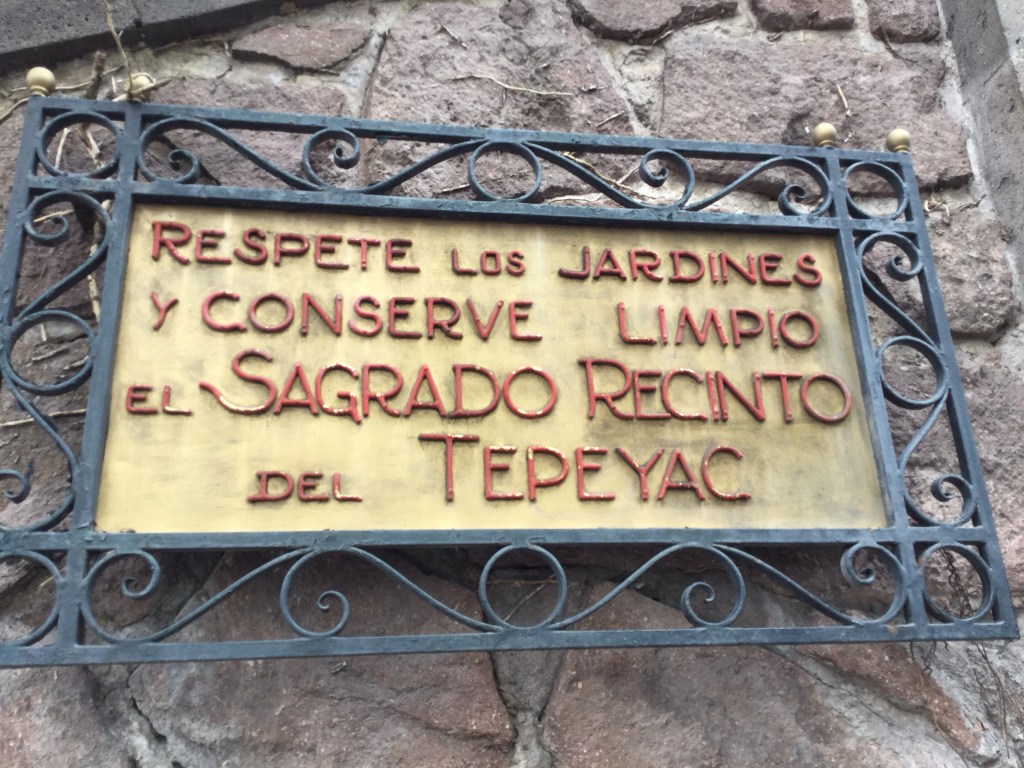 RESPETE LOS JARDINES
Y CONSERVE LIMPIO
EL SAGRADO RECINTO
DEL TEPEYAC